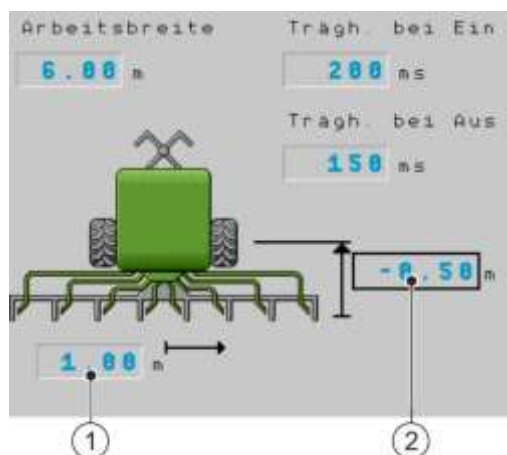 Arbeitsbreite
6.00 m
Trägh. bei Ein
200 ms
Trägh. bei Aus
150 ms
-0.50 m
1.00 m
1
2